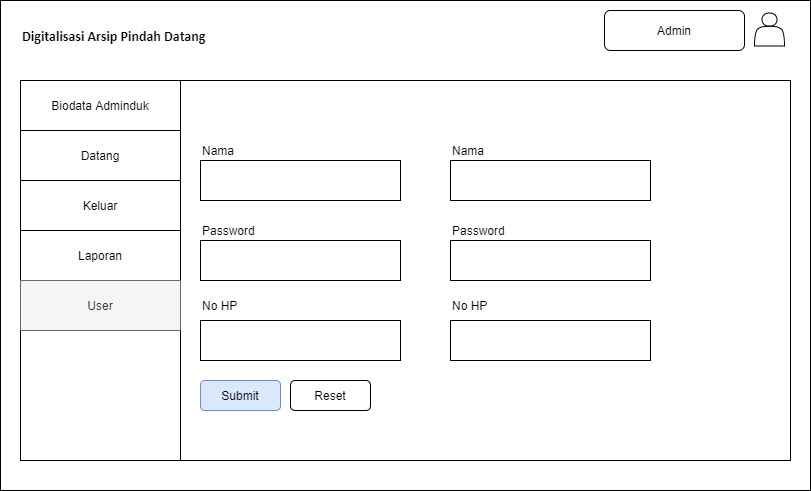 Digitalisasi Arsip Pindah Datang
Admin
Biodata Adminduk
Datang
Keluar
Laporan
User
Nama
Nama
Password
Password
No HP
No HP
Submit
Reset